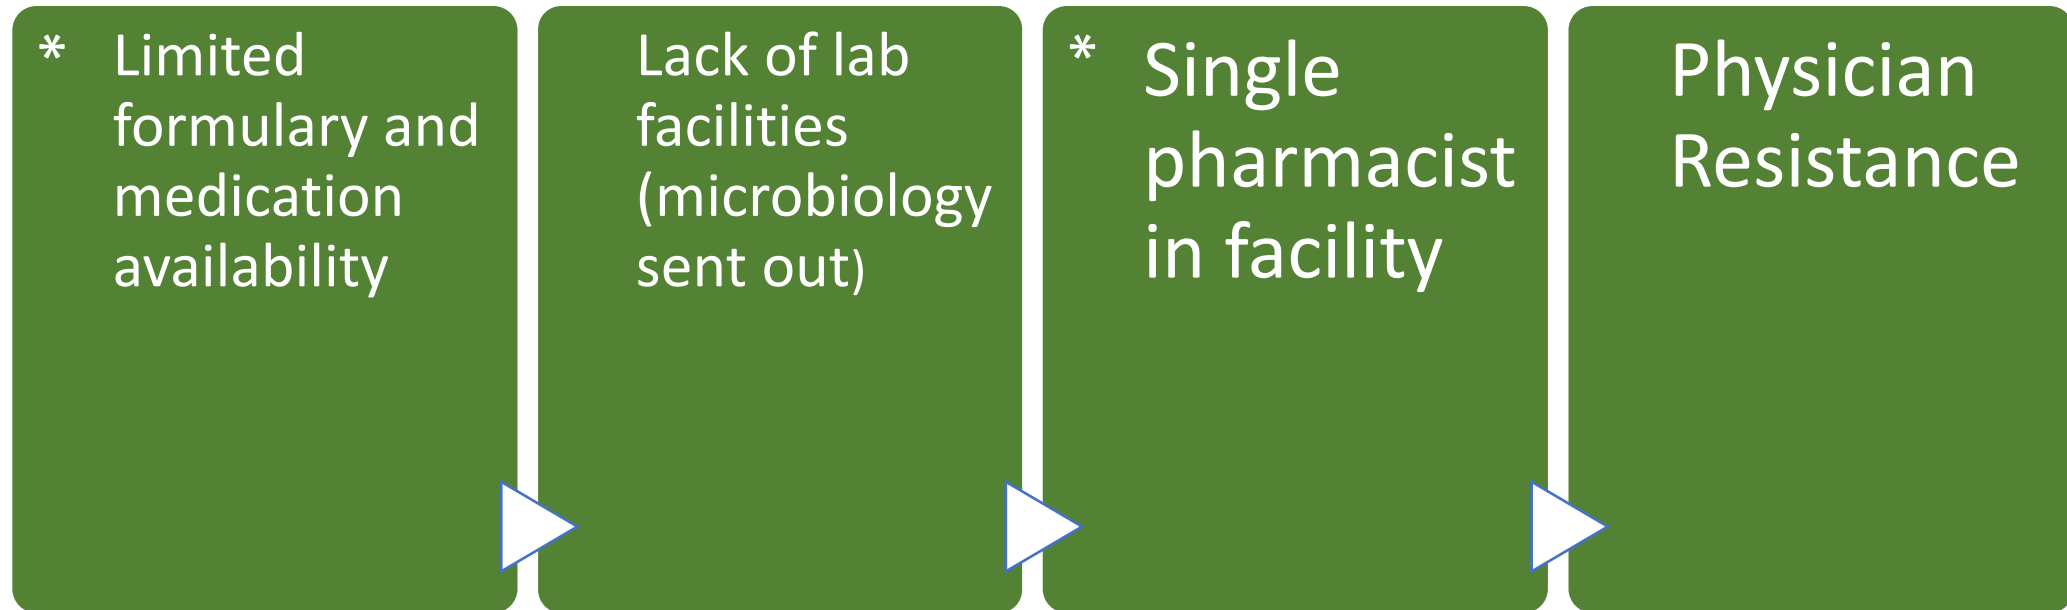 * Limited
formulary and
medication
availability
Lack of lab
facilities
(microbiology
sent out)
* Single
pharmacist
in facility
Physician
Resistance